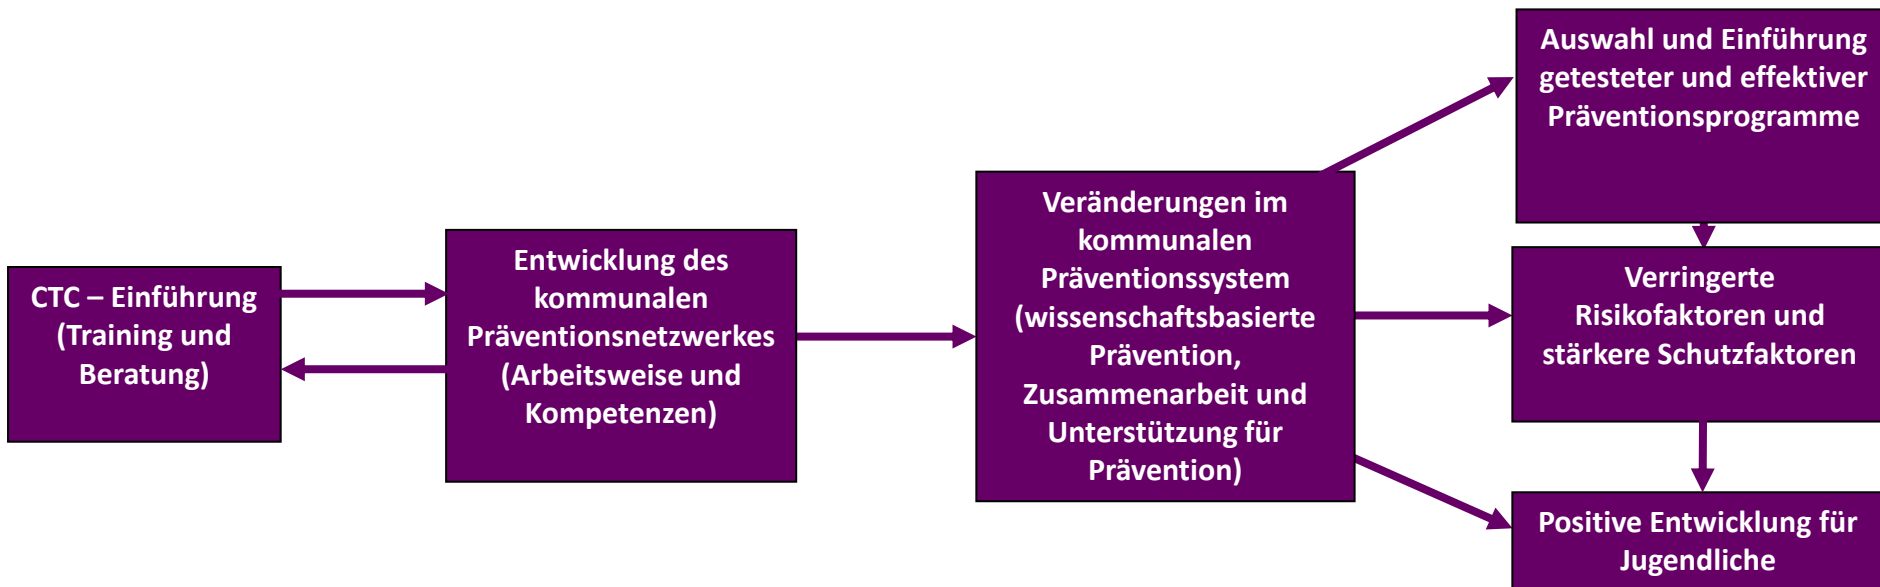 CTC – Einführung
(Training und
Beratung)
Entwicklung des
kommunalen
Präventionsnetzwerkes
(Arbeitsweise und
Kompetenzen)
Veränderungen im
kommunalen
Präventionssystem
(wissenschaftsbasierte
Prävention,
Zusammenarbeit und
Unterstützung für
Prävention)
Auswahl und Einführung
getesteter und effektiver
Präventionsprogramme
Verringerte
Risikofaktoren und
stärkere Schutzfaktoren
Positive Entwicklung für
Jugendliche